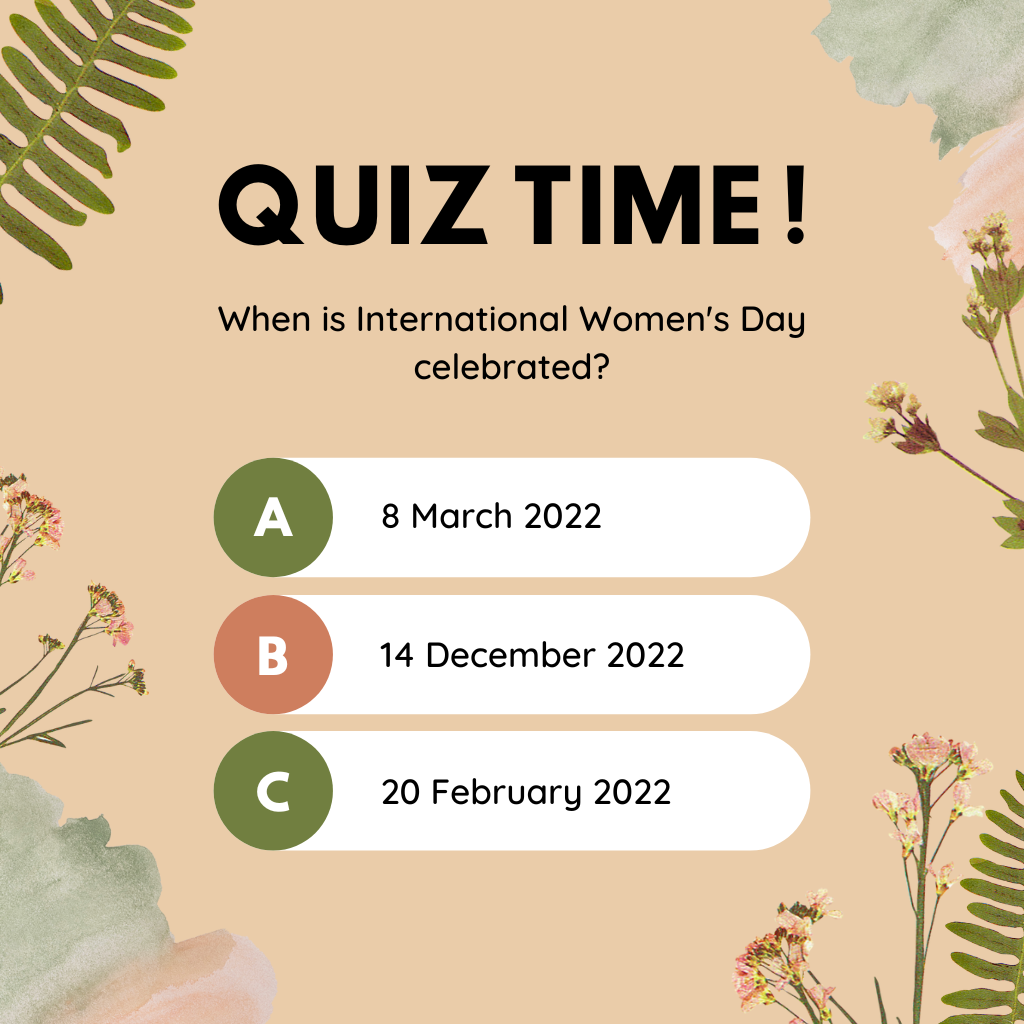 QUIZ TIME !
When is International Women's Day
celebrated?
A 8 March 2022
B 14 December 2022
C 20 February 2022